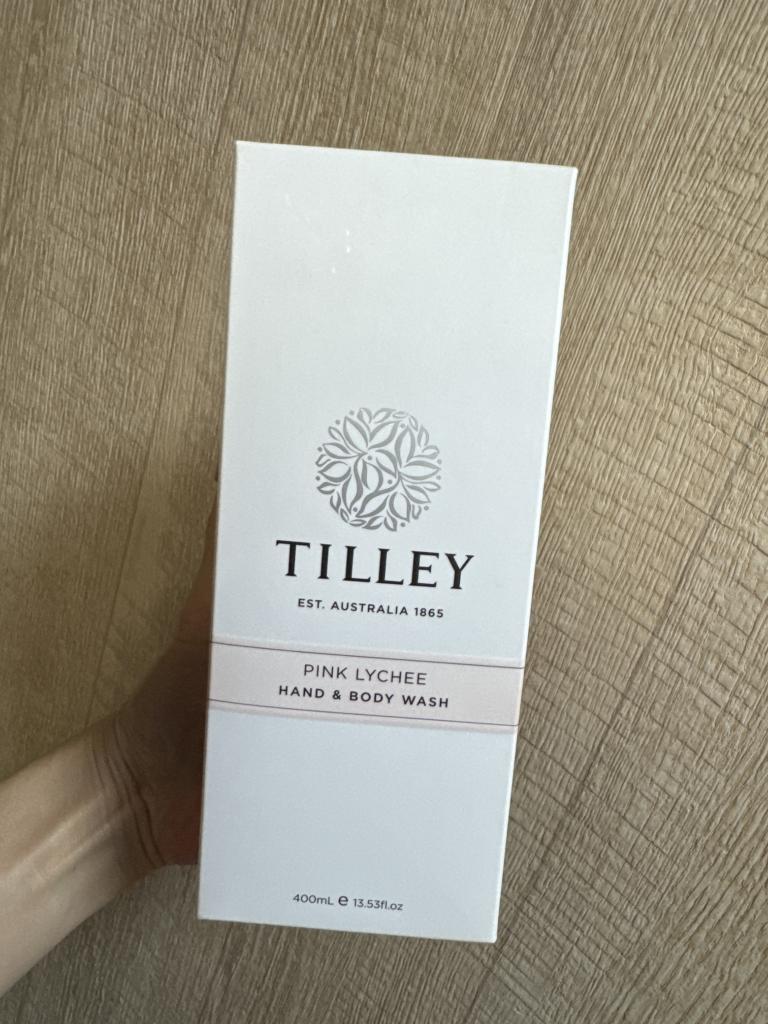 TILLEY
EST. AUSTRALIA 1865
PINK LYCHEE
HAND & BODY WASH
400mL e 13.53fl.oz